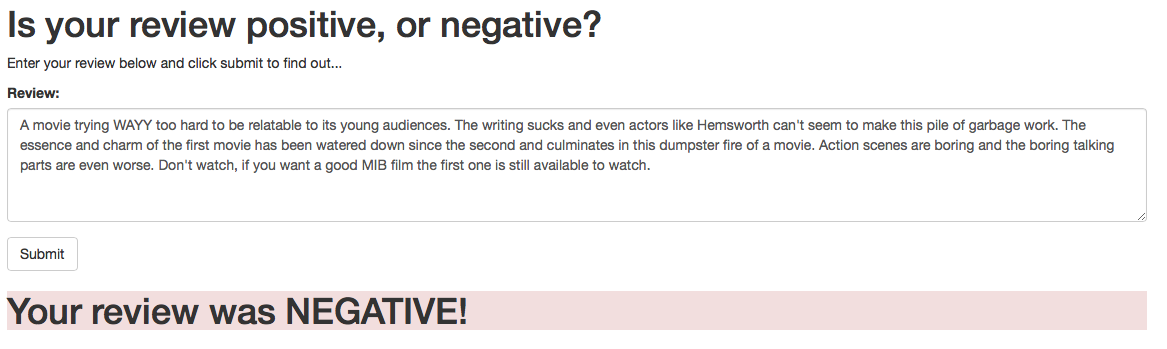 Is your review positive, or negative?
Enter your review below and click submit to find out...
Review:
A movie trying WAYY too hard to be relatable to its young audiences. The writing sucks and even actors like Hemsworth can't seem to make this pile of garbage work. The
essence and charm of the first movie has been watered down since the second and culminates in this dumpster fire of a movie. Action scenes are boring and the boring talking
parts are even worse. Don't watch, if you want a good MIB film the first one is still available to watch.
Submit
Your review was NEGATIVE!